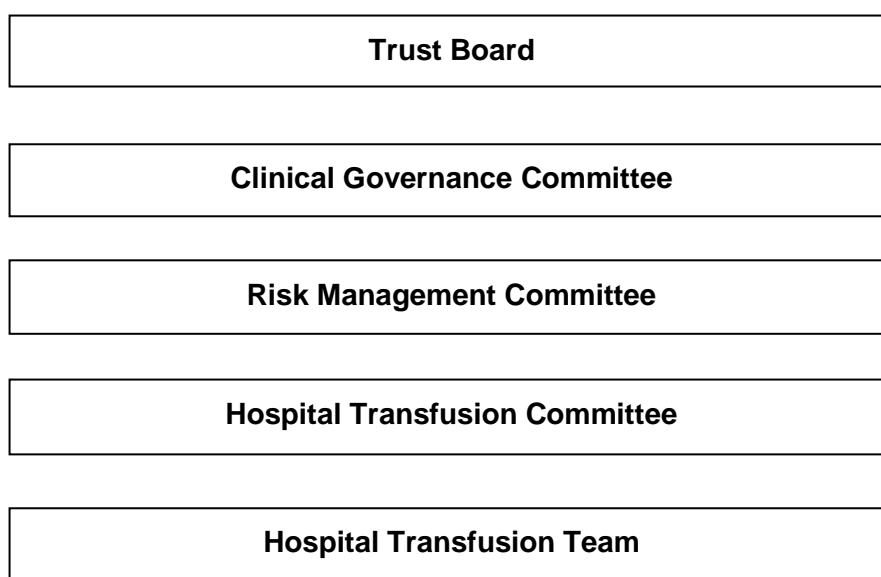 Trust Board
Clinical Governance Committee
Risk Management Committee
Hospital Transfusion Committee
Hospital Transfusion Team